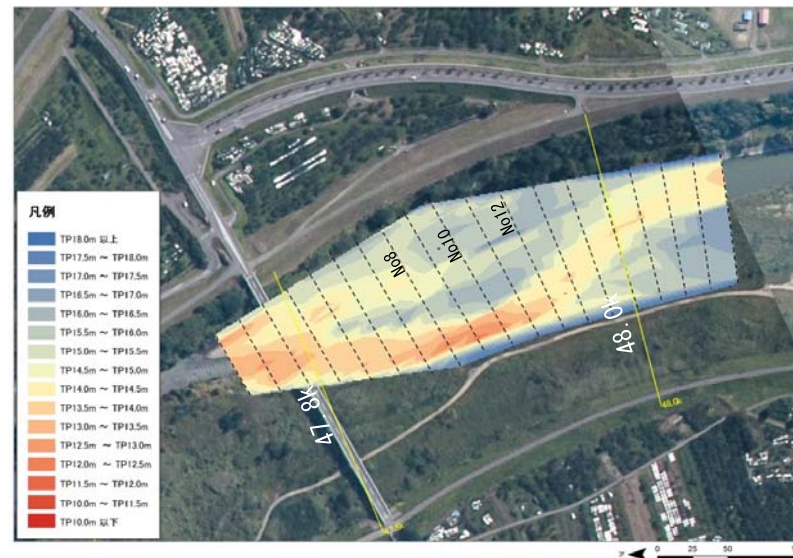 凡例
TP18.0m 以上
TP17.5m ～ TP18.0m
TP17.0m ～ TP17.5m
TP16.5m ～ TP17.0m
TP16.0m ～ TP16.5m
TP15.5m ～ TP16.0m
TP15.0m ～ TP15.5m
TP14.5m ～ TP15.0m
TP14.0m ～ TP14.5m
TP13.5m ～ TP14.0m
TP13.0m ～ TP13.5m
TP12.5m ～ TP13.0m
TP12.0m ～ TP12.5m
TP11.5m ～ TP12.0m
TP10.0m ～ TP11.5m
TP10.0m 以下
No8
No10
No12
47.8k
48.0k
48.0k
N
0 25 50